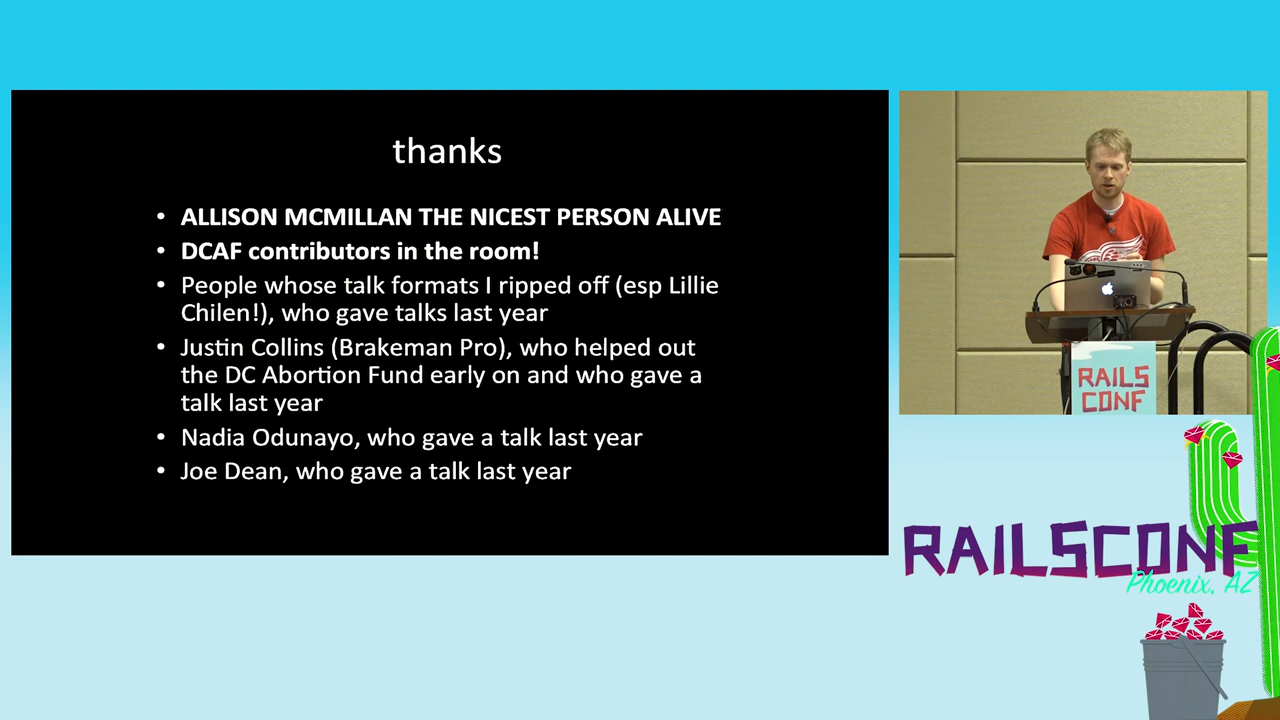 thanks
• ALLISON MCMILLAN THE NICEST PERSON ALIVE
• DCAF contributors in the room!
• People whose talk formats I ripped off (esp Lillie
Chilen!), who gave talks last year
• Justin Collins (Brakeman Pro), who helped out
the DC Abortion Fund early on and who gave a
talk last year
• Nadia Odunayo, who gave a talk last year
• Joe Dean, who gave a talk last year
RAILS
CONF
RAILSCONF
Phoenix, AZ